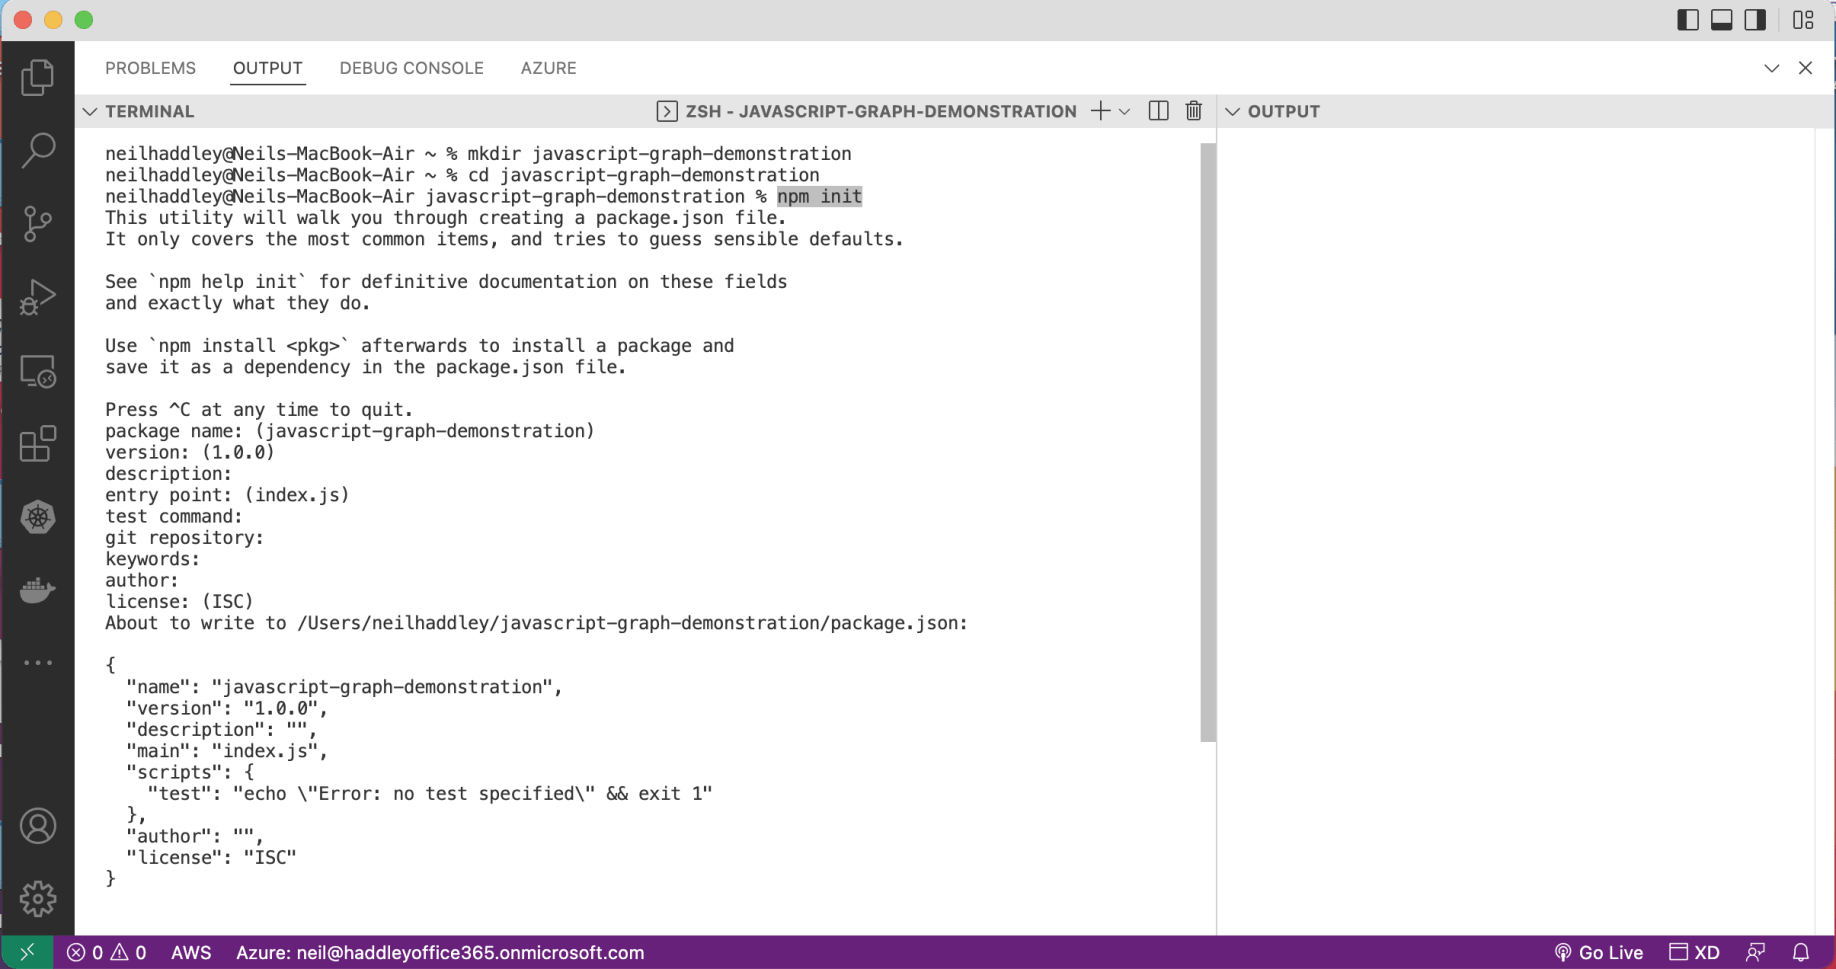 PROBLEMS OUTPUT DEBUG CONSOLE AZURE
TERMINAL
ZSH - JAVASCRIPT-GRAPH-DEMONSTRATION
OUTPUT
neilhaddley@Neils-MacBook-Air ~ % mkdir javascript-graph-demonstration
neilhaddley@Neils-MacBook-Air ~ % cd javascript-graph-demonstration
neilhaddley@Neils-MacBook-Air javascript-graph-demonstration % npm init
This utility will walk you through creating a package.json file.
It only covers the most common items, and tries to guess sensible defaults.
See `npm help init` for definitive documentation on these fields
and exactly what they do.
Use `npm install <pkg>` afterwards to install a package and
save it as a dependency in the package.json file.
Press ^C at any time to quit.
package name: (javascript-graph-demonstration)
version: (1.0.0)
description:
entry point: (index.js)
test command:
git repository:
keywords:
author:
license: (ISC)
About to write to /Users/neilhaddley/javascript-graph-demonstration/package.json:
{
  "name": "javascript-graph-demonstration",
  "version": "1.0.0",
  "description": "",
  "main": "index.js",
  "scripts": {
    "test": "echo \"Error: no test specified\" && exit 1"
  },
  "author": "",
  "license": "ISC"
}
0 0 AWS Azure: neil@haddleyoffice365.onmicrosoft.com Go Live XD